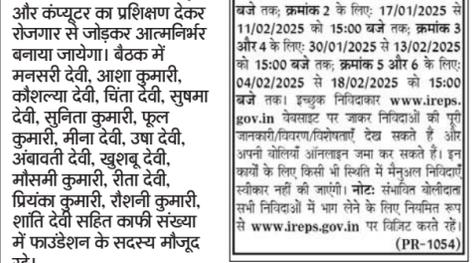 और कंप्यूटर का प्रशिक्षण देकर
रोजगार से जोड़कर आत्मनिर्भर
बनाया जायेगा। बैठक में
मनसरी देवी, आशा कुमारी,
कौशल्या देवी, चिंता देवी, सुषमा
देवी, सुनिता कुमारी, फूल
कुमारी, मीना देवी, उषा देवी,
अंबावती देवी, खुशबू देवी,
मौसमी कुमारी, रीता देवी,
प्रियंका कुमारी, रौशनी कुमारी,
शांति देवी सहित काफी संख्या
में फाउंडेशन के सदस्य मौजूद
रहे।
बजे तक; क्रमांक 2 के लिए: 17/01/2025 से
11/02/2025 को 15:00 बजे तक; क्रमांक 3
और 4 के लिए: 30/01/2025 से 13/02/2025
को 15:00 बजे तक; क्रमांक 5 और 6 के लिए:
04/02/2025 से 18/02/2025 को 15:00
बजे तक। इच्छुक निविदाकार www.ireps.
gov.in वेबसाइट पर जाकर निविदाओं की पूरी
जानकारी/विवरण/विशेषताएँ देख सकते हैं और
अपनी बोलियाँ ऑनलाइन जमा कर सकते हैं। इन
कार्यों के लिए किसी भी स्थिति में मैनुअल निविदाएँ
स्वीकार नहीं की जाएंगी। नोट: संभावित बोलीदाता
सभी निविदाओं में भाग लेने के लिए नियमित रूप
से www.ireps.gov.in पर विजिट करते रहें।
(PR-1054)